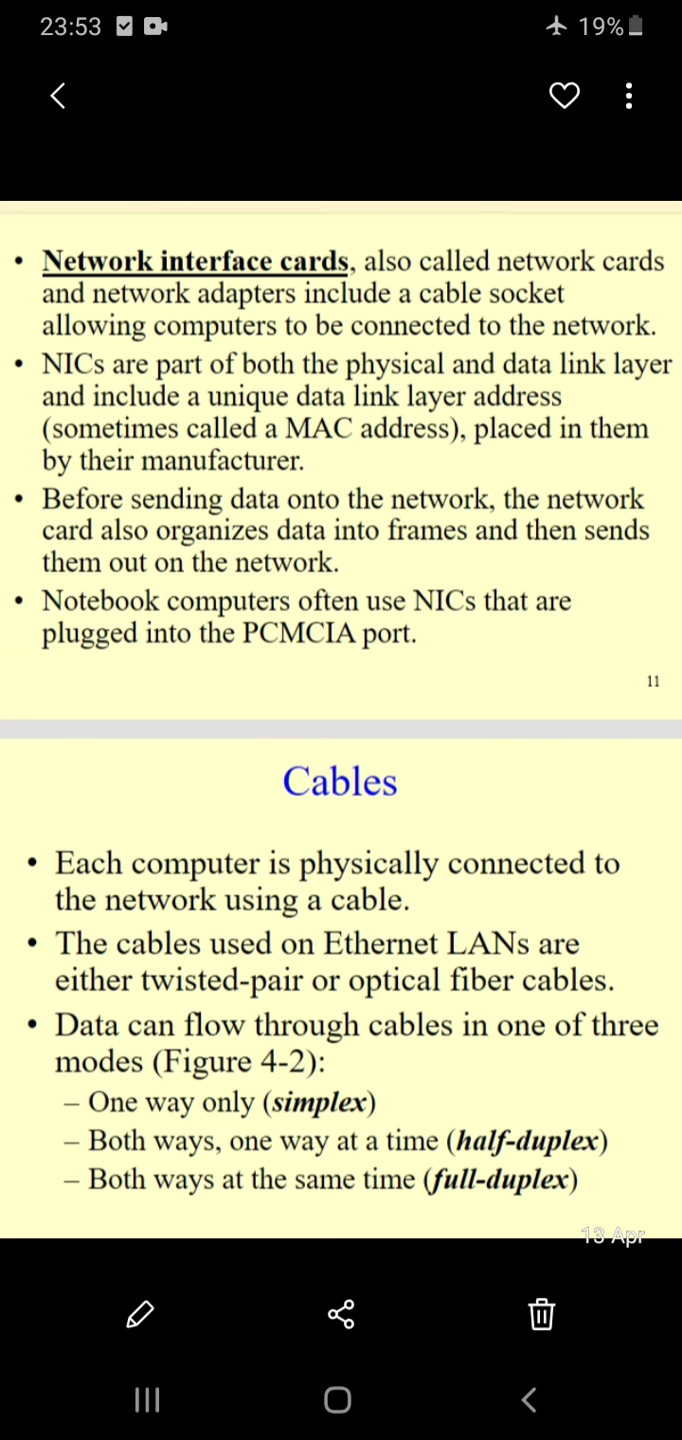 23:53
19%
• Network interface cards, also called network cards
and network adapters include a cable socket
allowing computers to be connected to the network.
• NICs are part of both the physical and data link layer
and include a unique data link layer address
(sometimes called a MAC address), placed in them
by their manufacturer.
• Before sending data onto the network, the network
card also organizes data into frames and then sends
them out on the network.
• Notebook computers often use NICs that are
plugged into the PCMCIA port.
11
Cables
• Each computer is physically connected to
the network using a cable.
• The cables used on Ethernet LANs are
either twisted-pair or optical fiber cables.
• Data can flow through cables in one of three
modes (Figure 4-2):
– One way only (simplex)
– Both ways, one way at a time (half-duplex)
– Both ways at the same time (full-duplex)
13 Apr